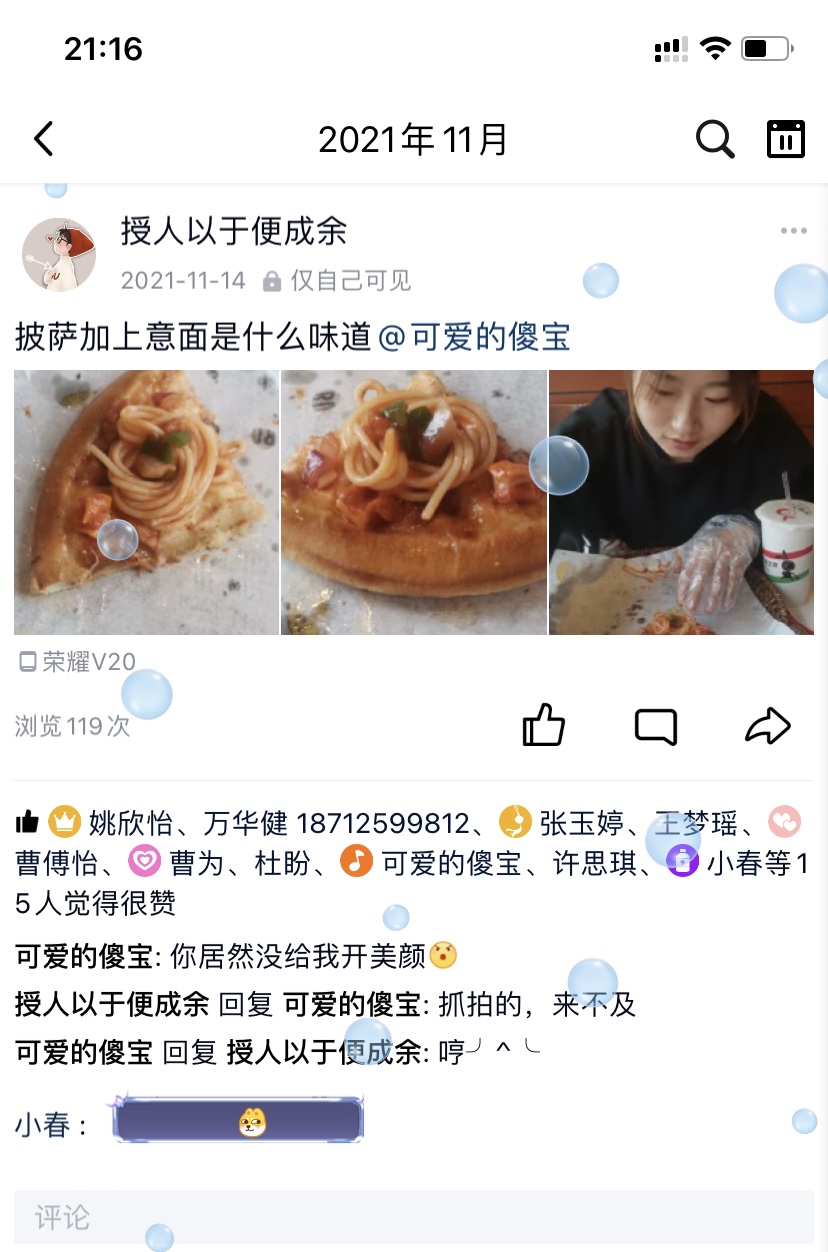 21:16
2021年11月
授人以于便成余
2021-11-14 仅自己可见
披萨加上意面是什么味道@可爱的傻宝
荣耀V20
浏览119次
姚欣怡、万华健 18712599812、张玉婷、王梦瑶、
曹傅怡、曹为、杜盼、可爱的傻宝、许思琪、小春等1
5人觉得很赞
可爱的傻宝: 你居然没给我开美颜😲
授人以于便成余 回复 可爱的傻宝: 抓拍的，来不及
可爱的傻宝 回复 授人以于便成余: 哼╯^╰
小春：
评论